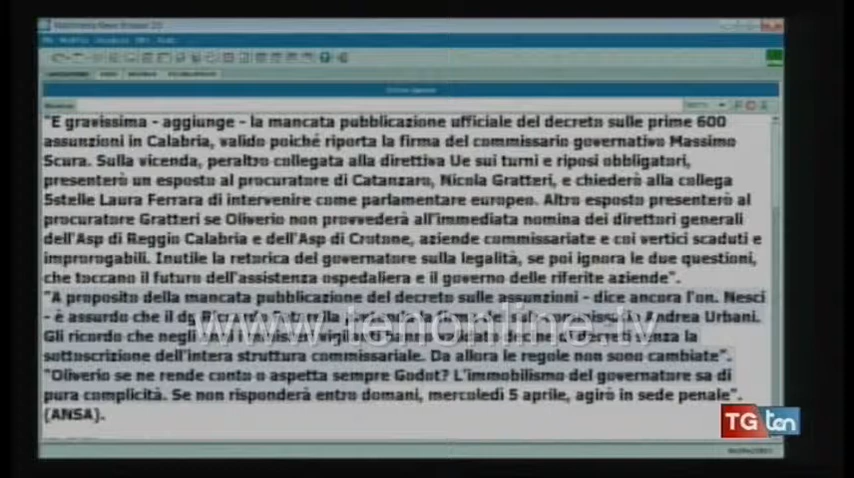 "E gravissima - aggiunge - la mancata pubblicazione ufficiale del decreto sulle prime 600
assunzioni in Calabria, valido poiché riporta la firma del commissario governativo Massimo
Scura. Sulla vicenda, peraltro collegata alla direttiva Ue sui turni e riposi obbligatori,
presenterò un esposto al procuratore di Catanzaro, Nicola Gratteri, e chiederò alla collega
5stelle Laura Ferrara di intervenire come parlamentare europeo. Altro esposto presenterò al
procuratore Gratteri se Oliverio non provvederà all'immediata nomina dei direttori generali
dell'Asp di Reggio Calabria e dell'Asp di Crotone, aziende commissariate e coi vertici scaduti e
improrogabili. Inutile la retorica del governatore sulla legalità, se poi ignora le due questioni,
che toccano il futuro dell'assistenza ospedaliera e il governo delle riferite aziende".
"A proposito della mancata pubblicazione del decreto sulle assunzioni - dice ancora l'on. Nesci
- è assurdo che il dg Andrea Urbani.
Gli ricordo che negli la
sottoscrizione dell'intera struttura commissariale. Da allora le regole non sono cambiate".
"Oliverio se ne rende conto o aspetta sempre Godot? L'immobilismo del governatore sa di
pura complicità. Se non risponderà entro domani, mercoledì 5 aprile, agirò in sede penale".
(ANSA).
www.tenonline.tv
TG ten